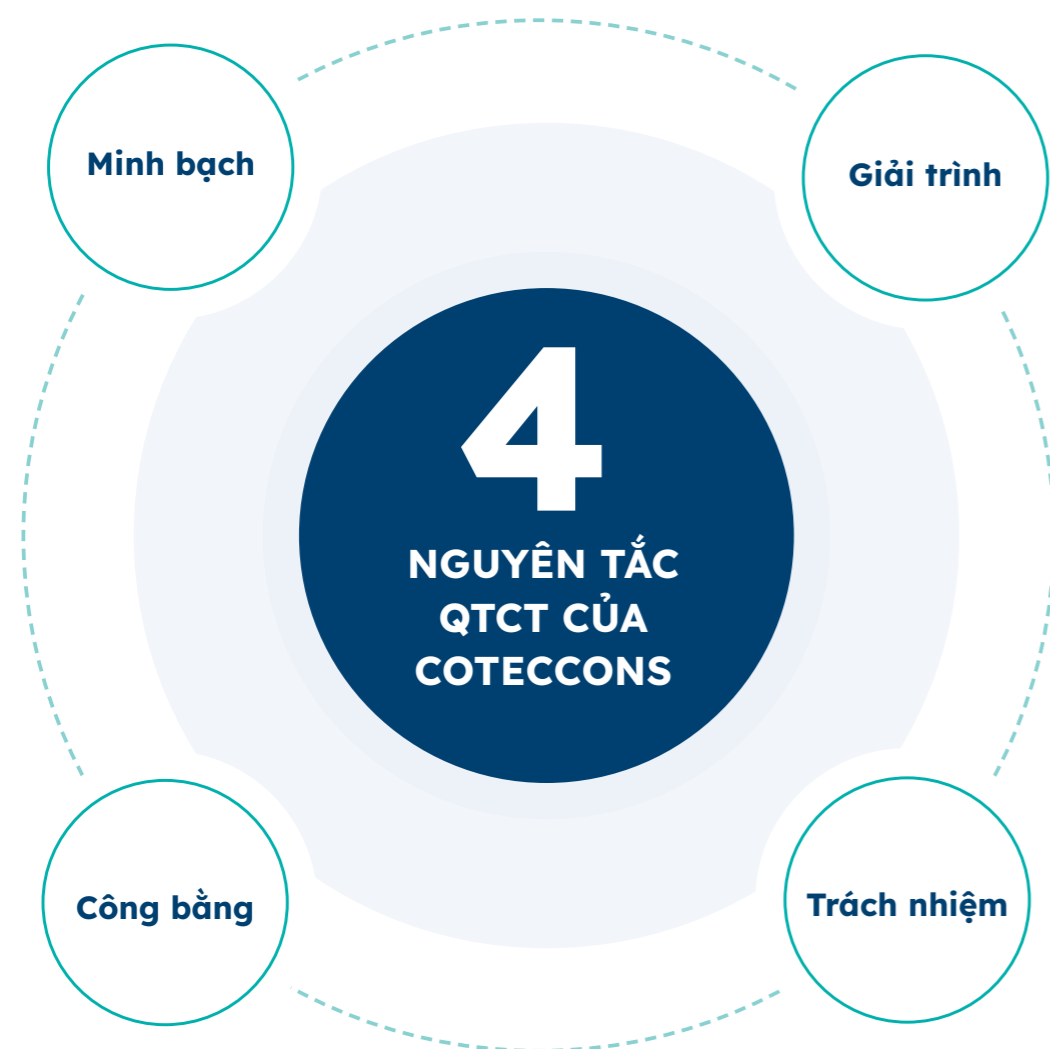 Minh bạch
Giải trình
4
NGUYÊN TẮC
QTCT CỦA
COTECCONS
Công bằng
Trách nhiệm